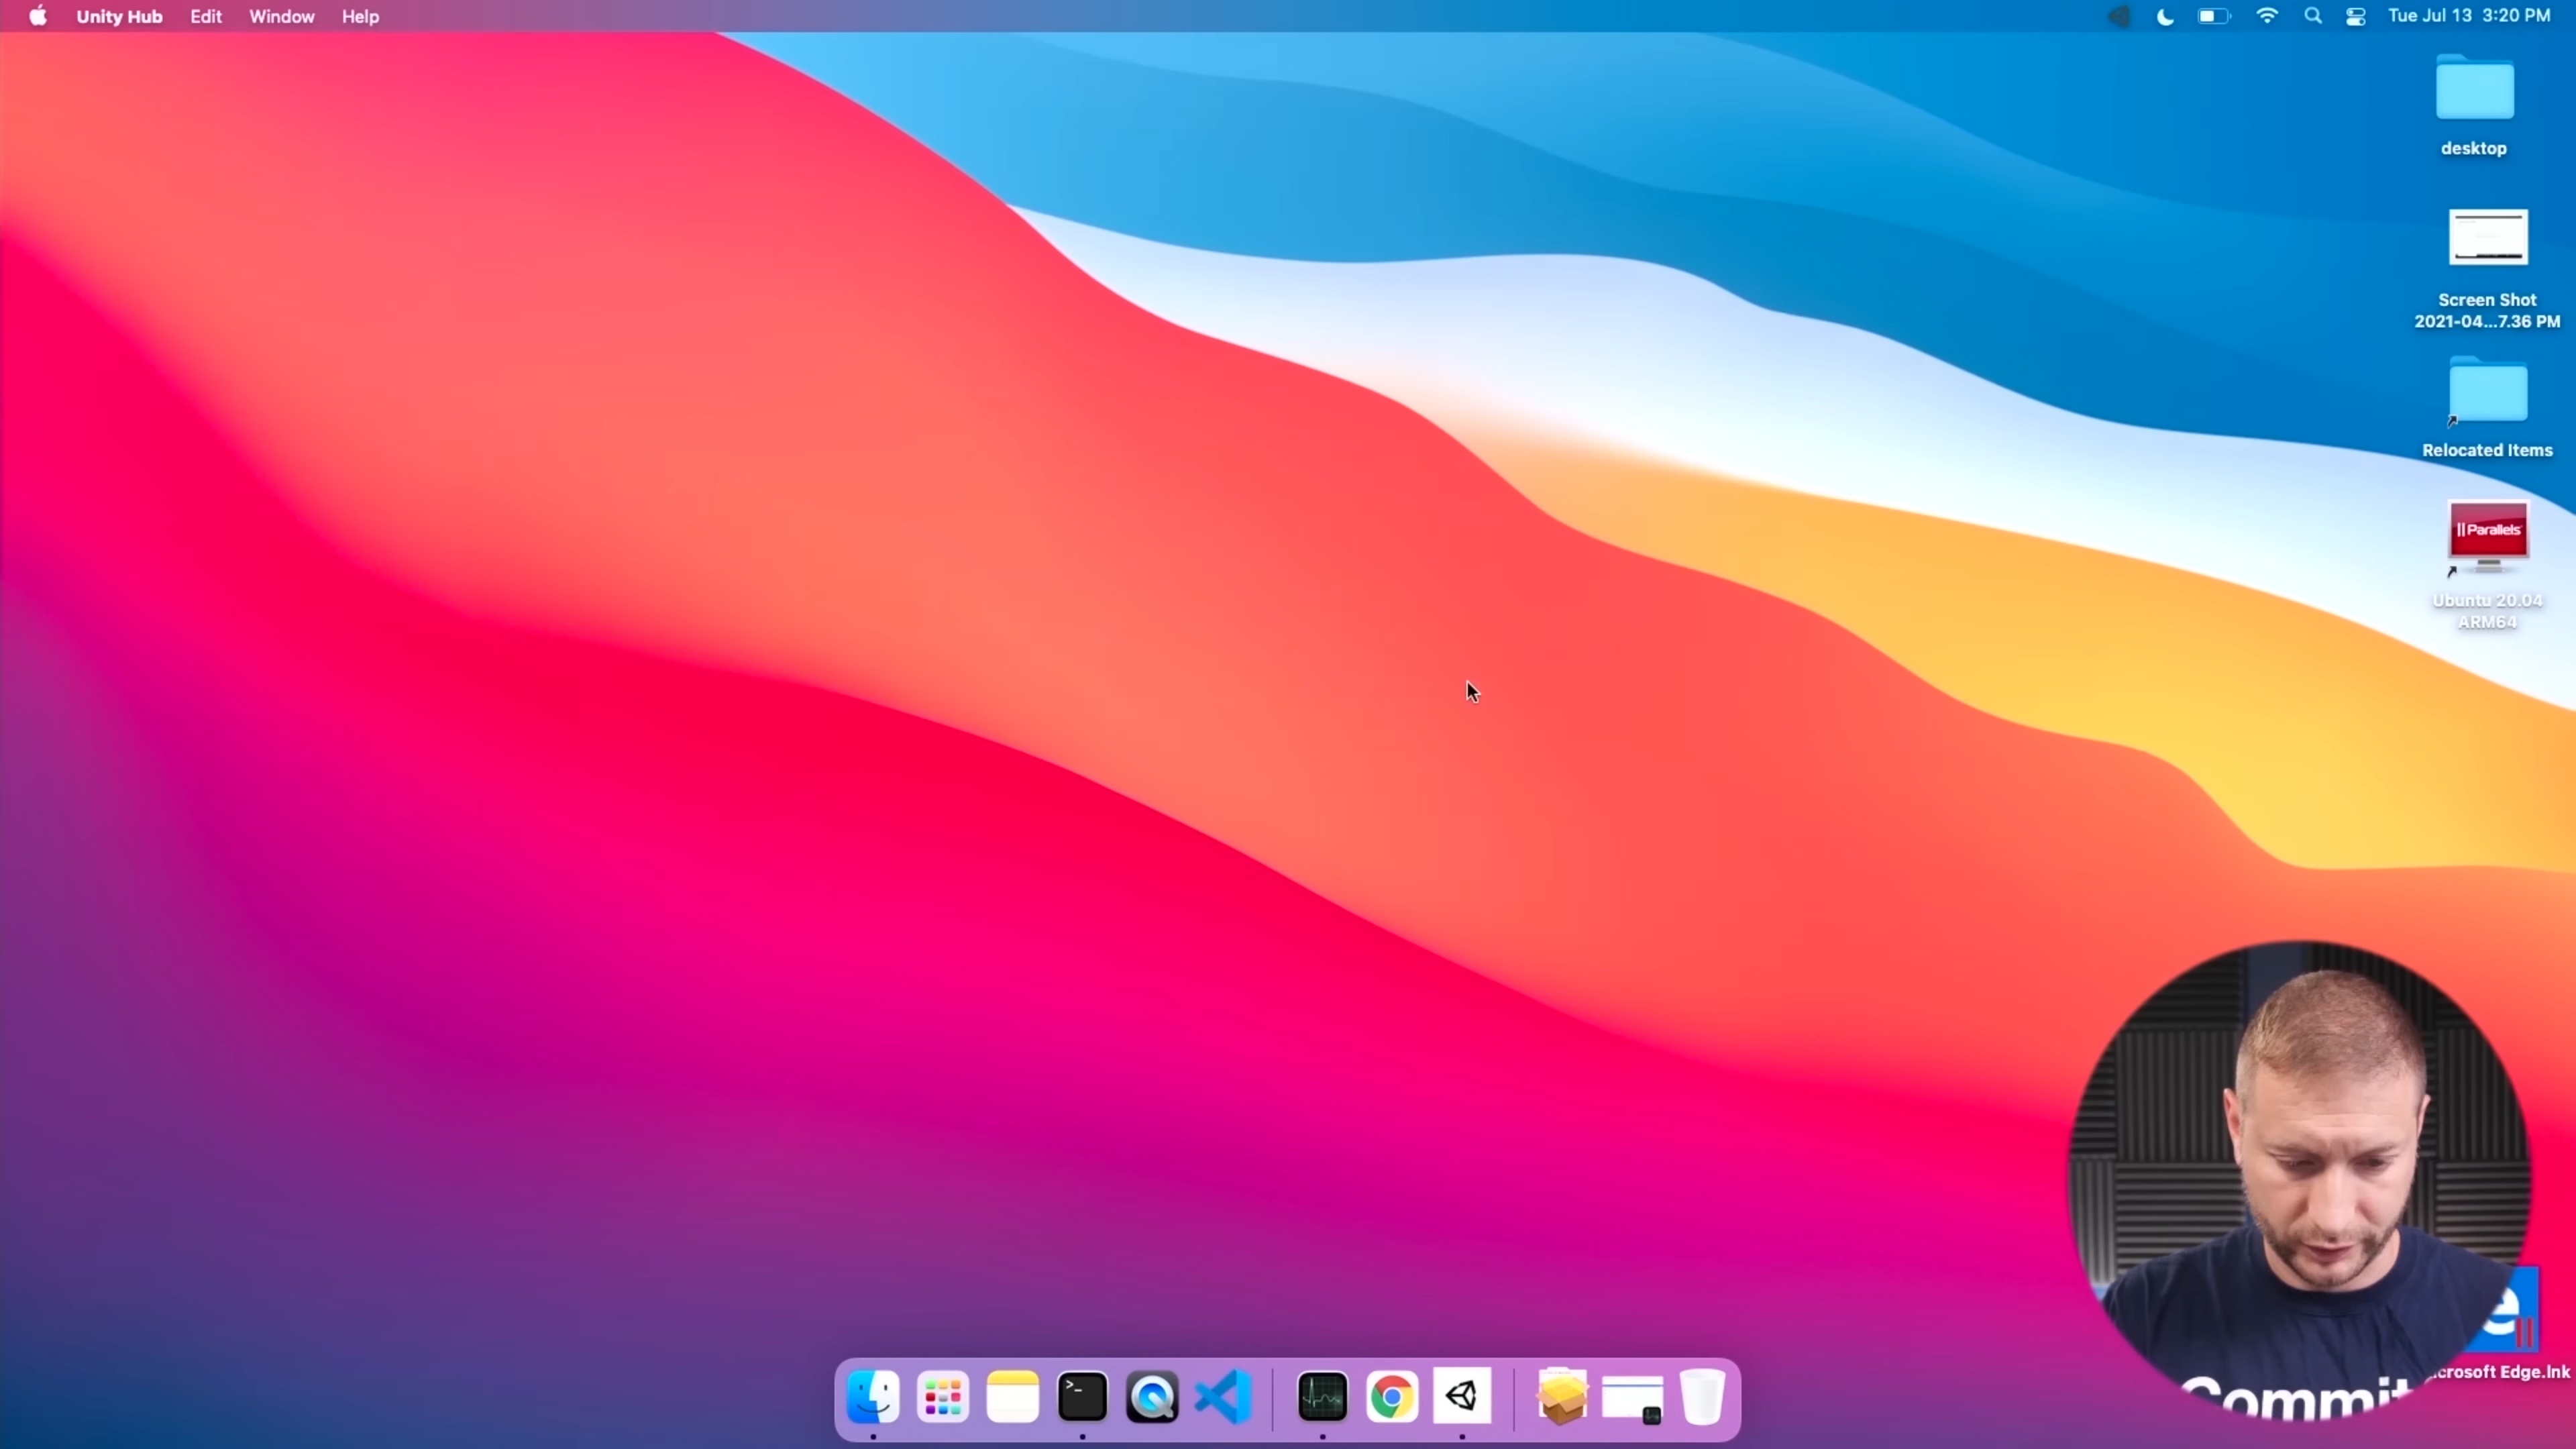 Unity Hub Edit Window Help Tue Jul 13 3:20 PM
desktop
Screen Shot
2021-04...7.36 PM
Relocated Items
Parallels
Ubuntu 20.04
ARM64
crosoft Edge.lnk
Commit